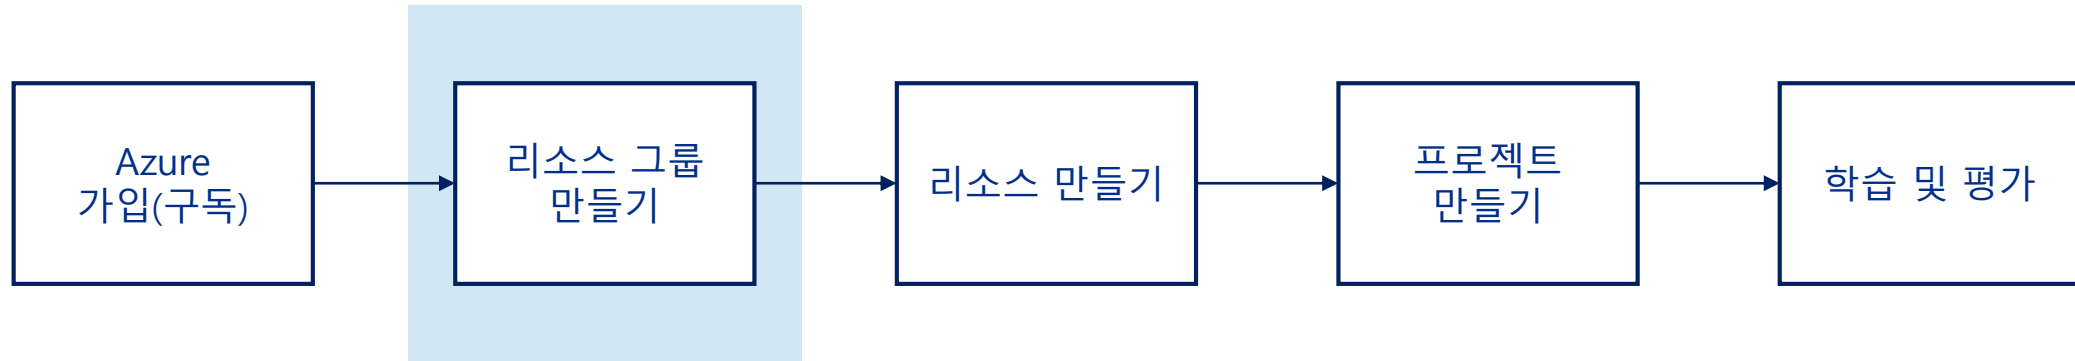 Azure
가입(구독)
리소스 그룹
만들기
리소스 만들기
프로젝트
만들기
학습 및 평가